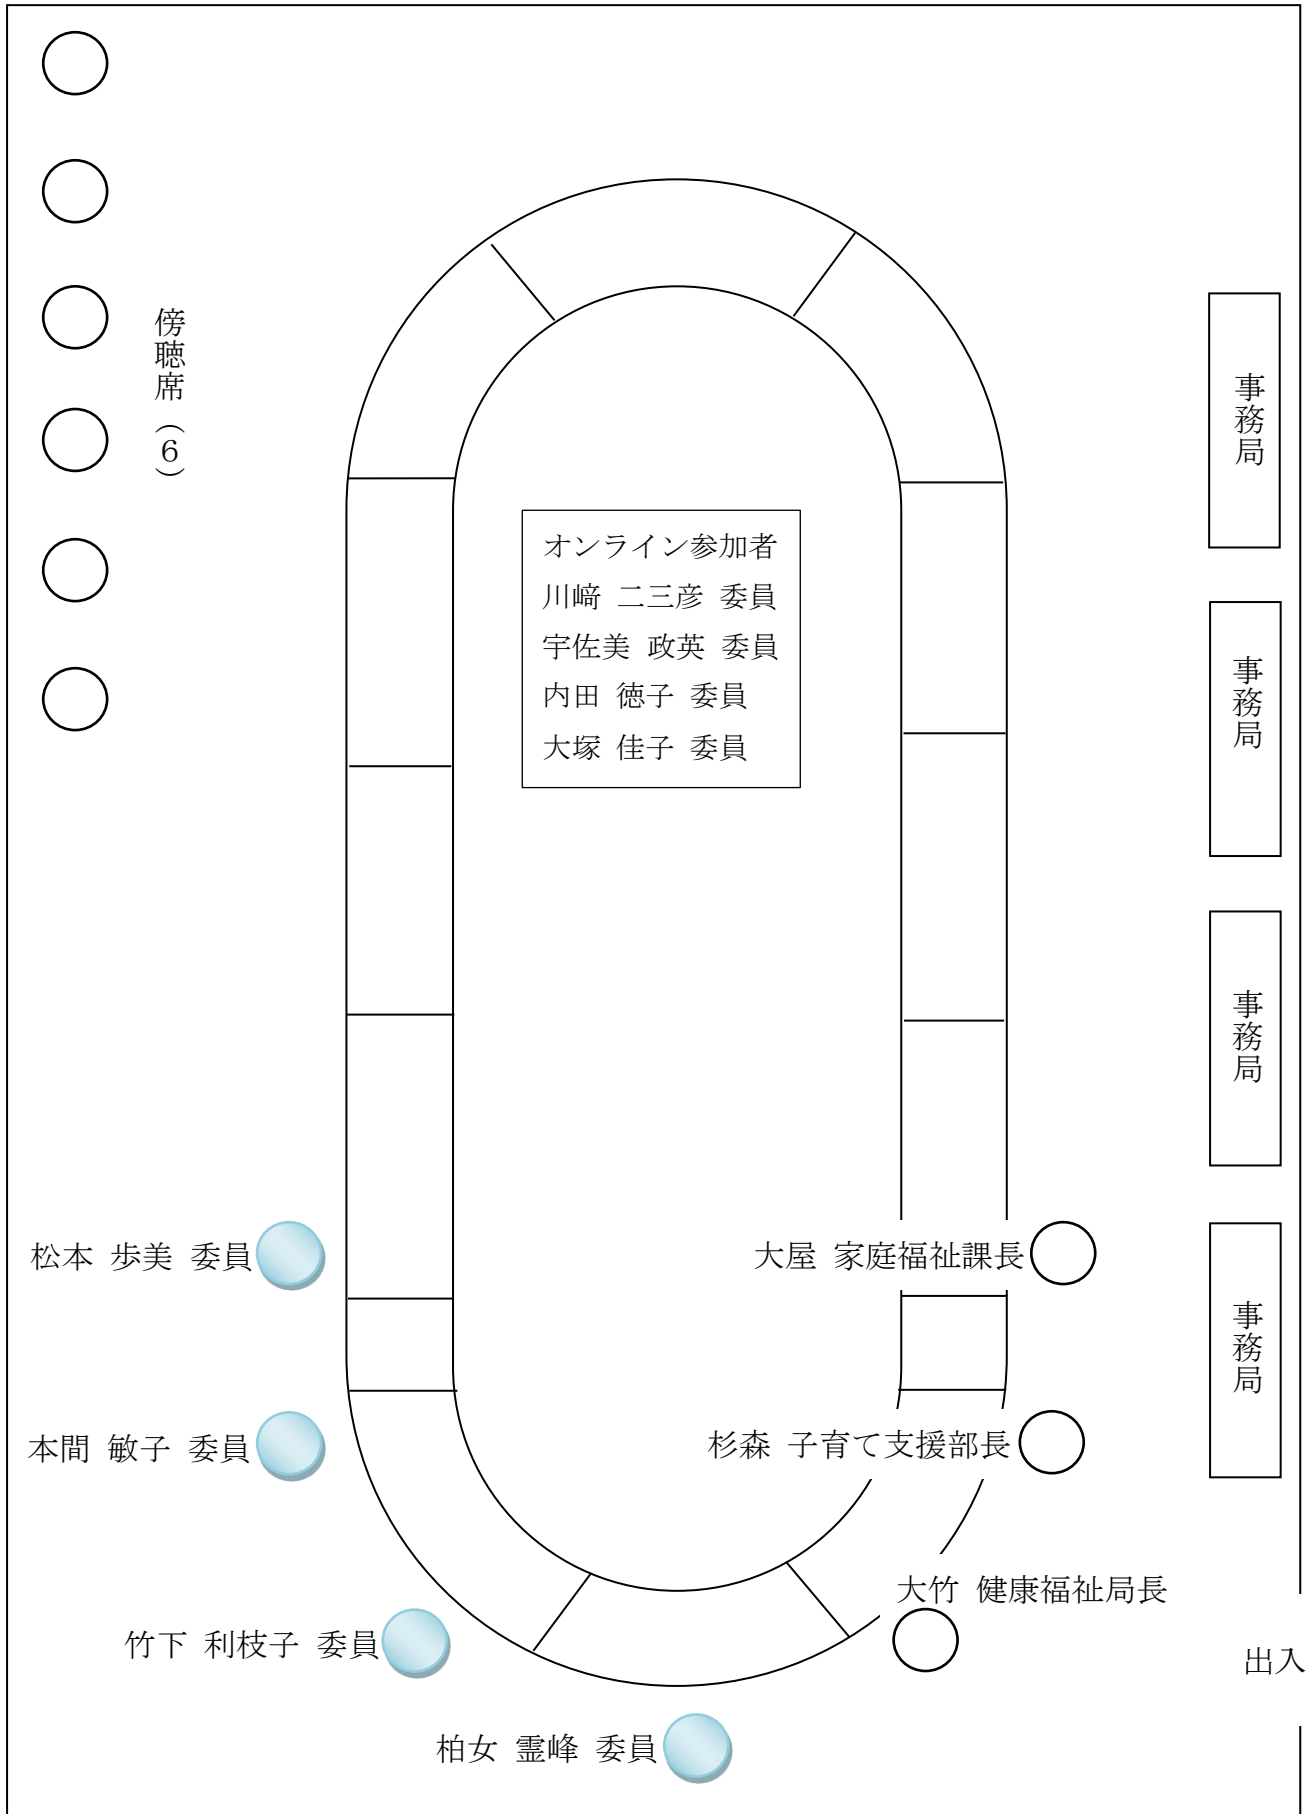 傍聴席（６）
事務局
オンライン参加者
川﨑 二三彦 委員
宇佐美 政英 委員
内田 徳子 委員
大塚 佳子 委員
事務局
事務局
松本 歩美 委員
大屋 家庭福祉課長
事務局
本間 敏子 委員
杉森 子育て支援部長
大竹 健康福祉局長
竹下 利枝子 委員
出入
柏女 霊峰 委員